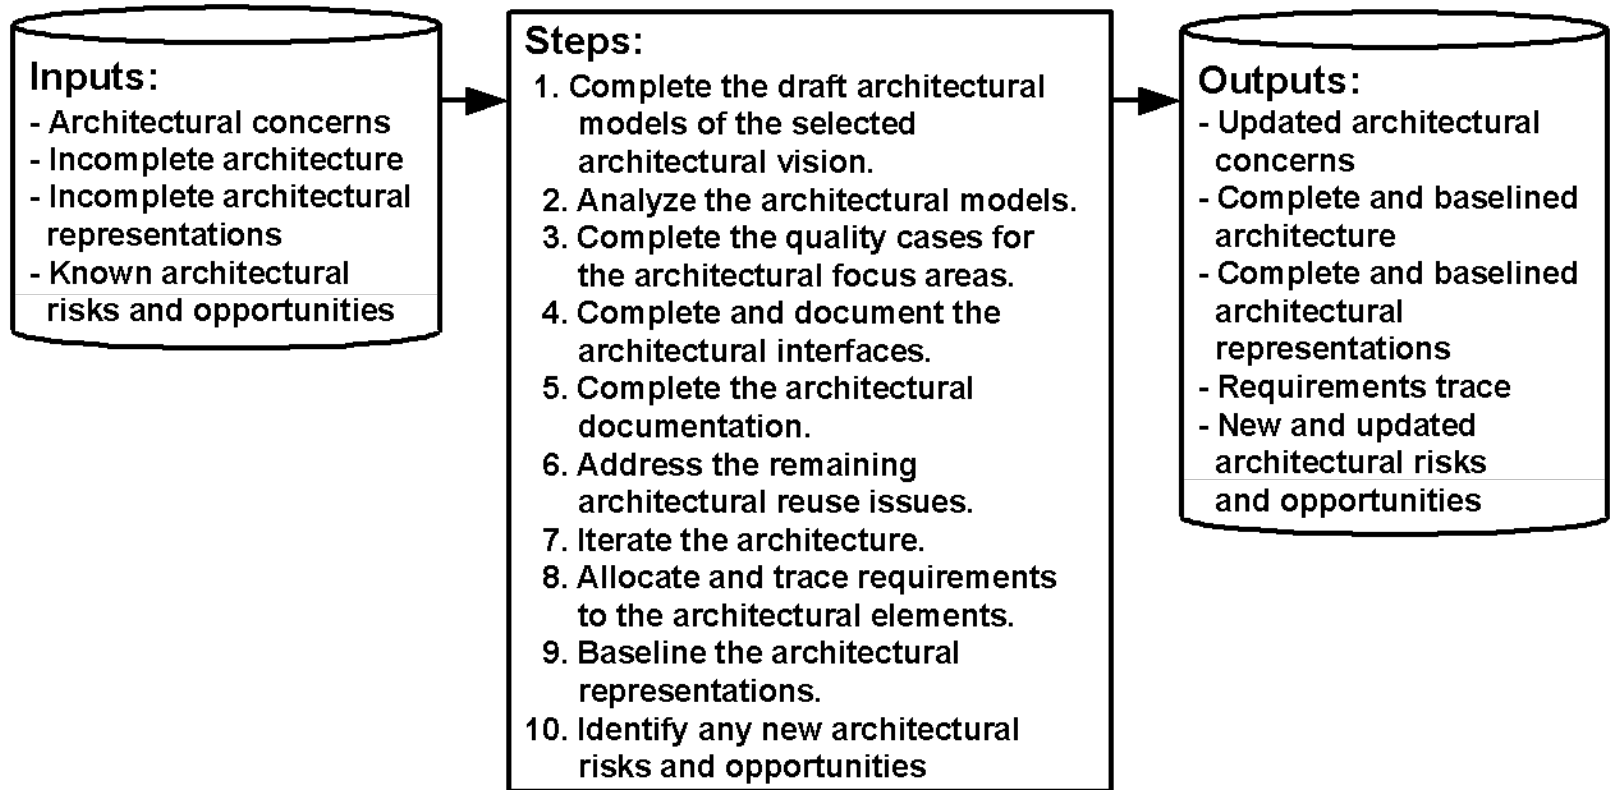 Inputs:
- Architectural concerns
- Incomplete architecture
- Incomplete architectural
representations
- Known architectural
risks and opportunities
Steps:
1. Complete the draft architectural
models of the selected
architectural vision.
2. Analyze the architectural models.
3. Complete the quality cases for
the architectural focus areas.
4. Complete and document the
architectural interfaces.
5. Complete the architectural
documentation.
6. Address the remaining
architectural reuse issues.
7. Iterate the architecture.
8. Allocate and trace requirements
to the architectural elements.
9. Baseline the architectural
representations.
10. Identify any new architectural
risks and opportunities
Outputs:
- Updated architectural
concerns
- Complete and baselined
architecture
- Complete and baselined
architectural
representations
- Requirements trace
- New and updated
architectural risks
and opportunities